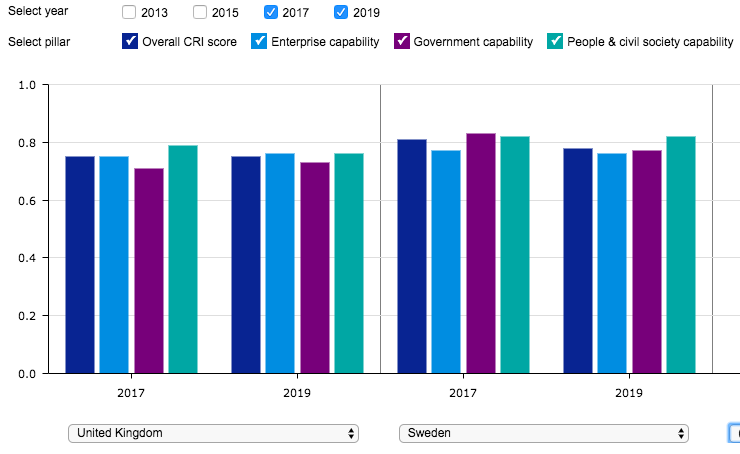 Select year 2013 2015 2017 2019
Select pillar Overall CRI score Enterprise capability Government capability People & civil society capability
1.0
0.8
0.6
0.4
0.2
0.0
2017 2019 2017 2019
United Kingdom Sweden